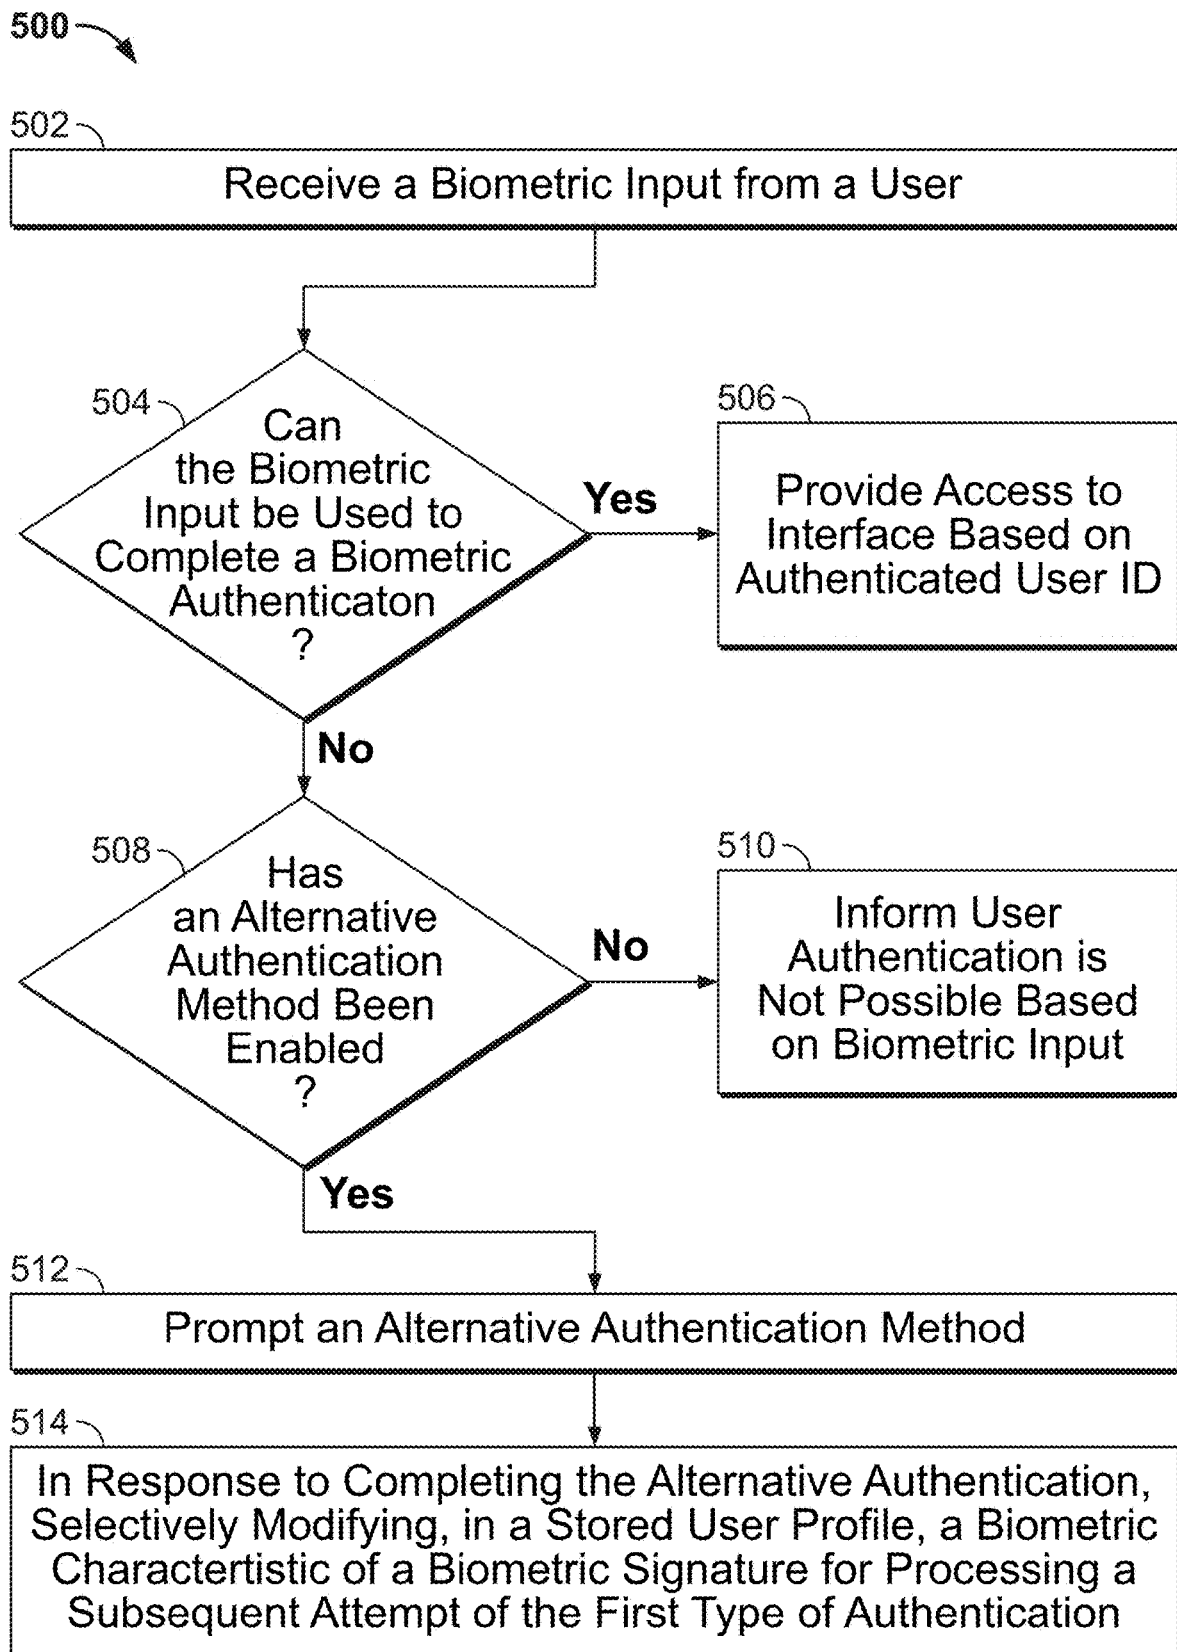 500
502
Receive a Biometric Input from a User
504
Can
the Biometric
Input be Used to
Complete a Biometric
Authenticaton
?
Yes
506
Provide Access to
Interface Based on
Authenticated User ID
No
508
Has
an Alternative
Authentication
Method Been
Enabled
?
No
510
Inform User
Authentication is
Not Possible Based
on Biometric Input
Yes
512
Prompt an Alternative Authentication Method
514
In Response to Completing the Alternative Authentication,
Selectively Modifying, in a Stored User Profile, a Biometric
Charactertistic of a Biometric Signature for Processing a
Subsequent Attempt of the First Type of Authentication